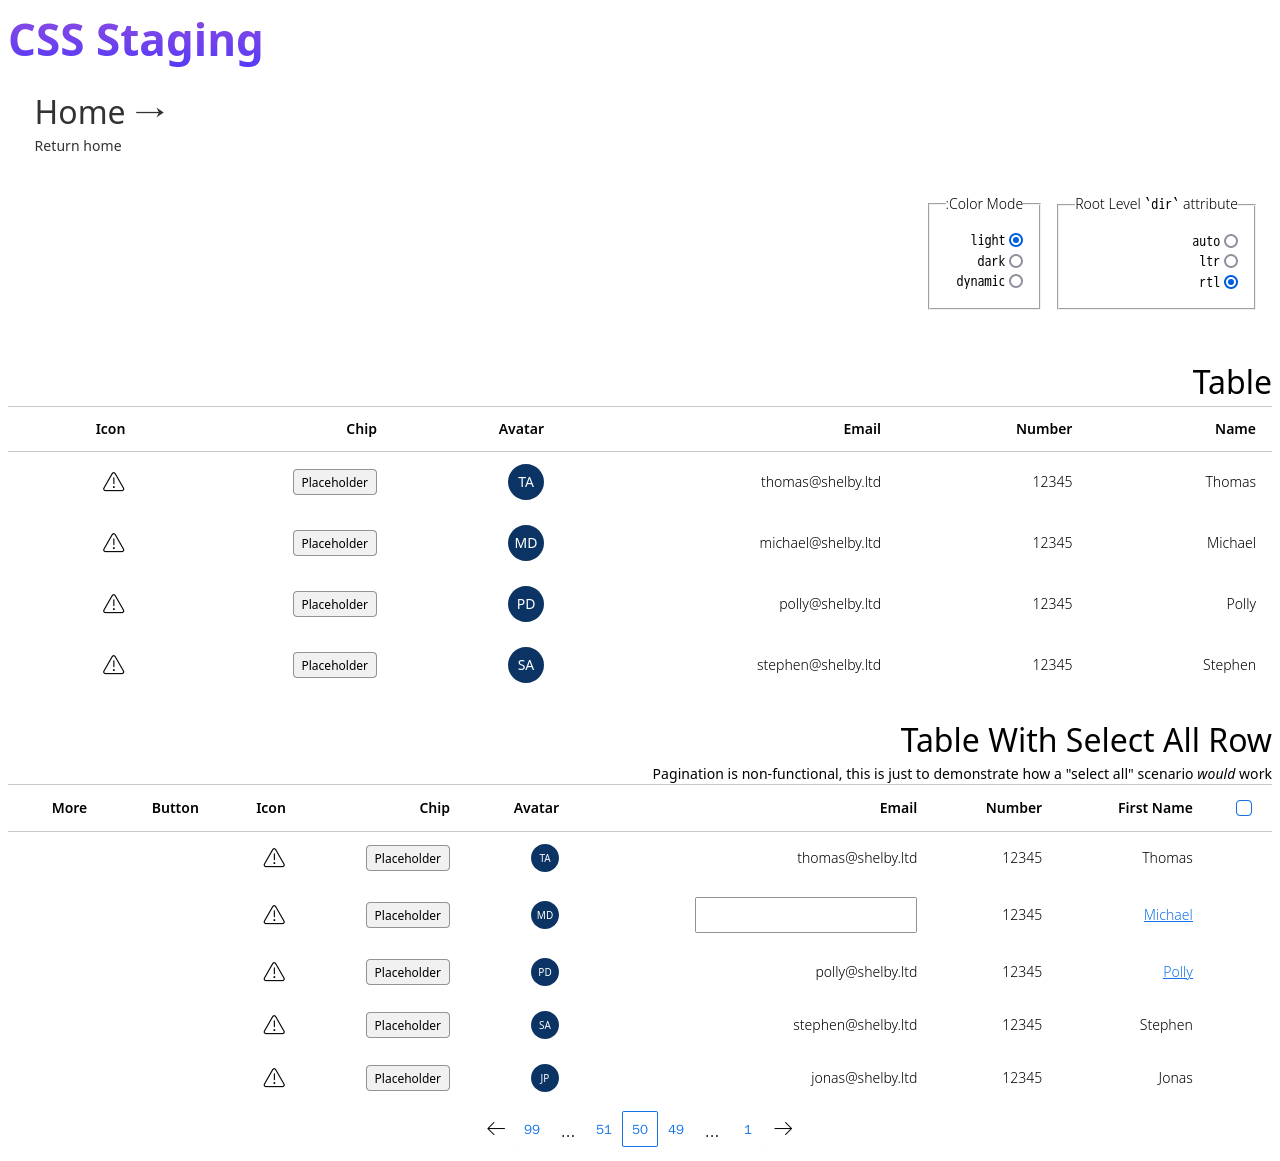 CSS Staging
Home →
Return home
Root Level `dir` attribute
auto
ltr
rtl
:Color Mode
light
dark
dynamic
Table
Name Number Email Avatar Chip Icon
Thomas 12345 thomas@shelby.ltd TA Placeholder
Michael 12345 michael@shelby.ltd MD Placeholder
Polly 12345 polly@shelby.ltd PD Placeholder
Stephen 12345 stephen@shelby.ltd SA Placeholder
Table With Select All Row
Pagination is non-functional, this is just to demonstrate how a "select all" scenario would work
First Name Number Email Avatar Chip Icon Button More
Thomas 12345 thomas@shelby.ltd TA Placeholder
Michael 12345 MD Placeholder
Polly 12345 polly@shelby.ltd PD Placeholder
Stephen 12345 stephen@shelby.ltd SA Placeholder
Jonas 12345 jonas@shelby.ltd JP Placeholder
→ 1 ... 49 50 51 ... 99 ←